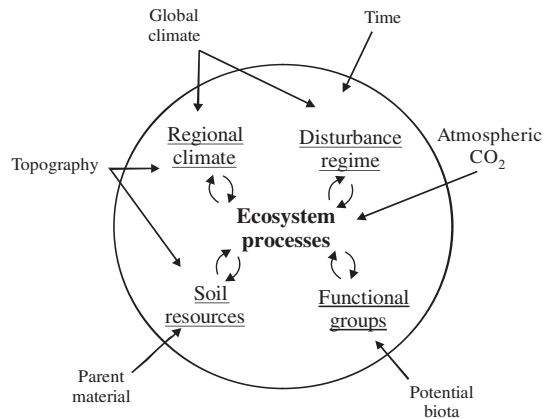 Global
climate
Time
Regional
climate
Disturbance
regime
Atmospheric
CO₂
Topography
Ecosystem
processes
Soil
resources
Functional
groups
Parent
material
Potential
biota